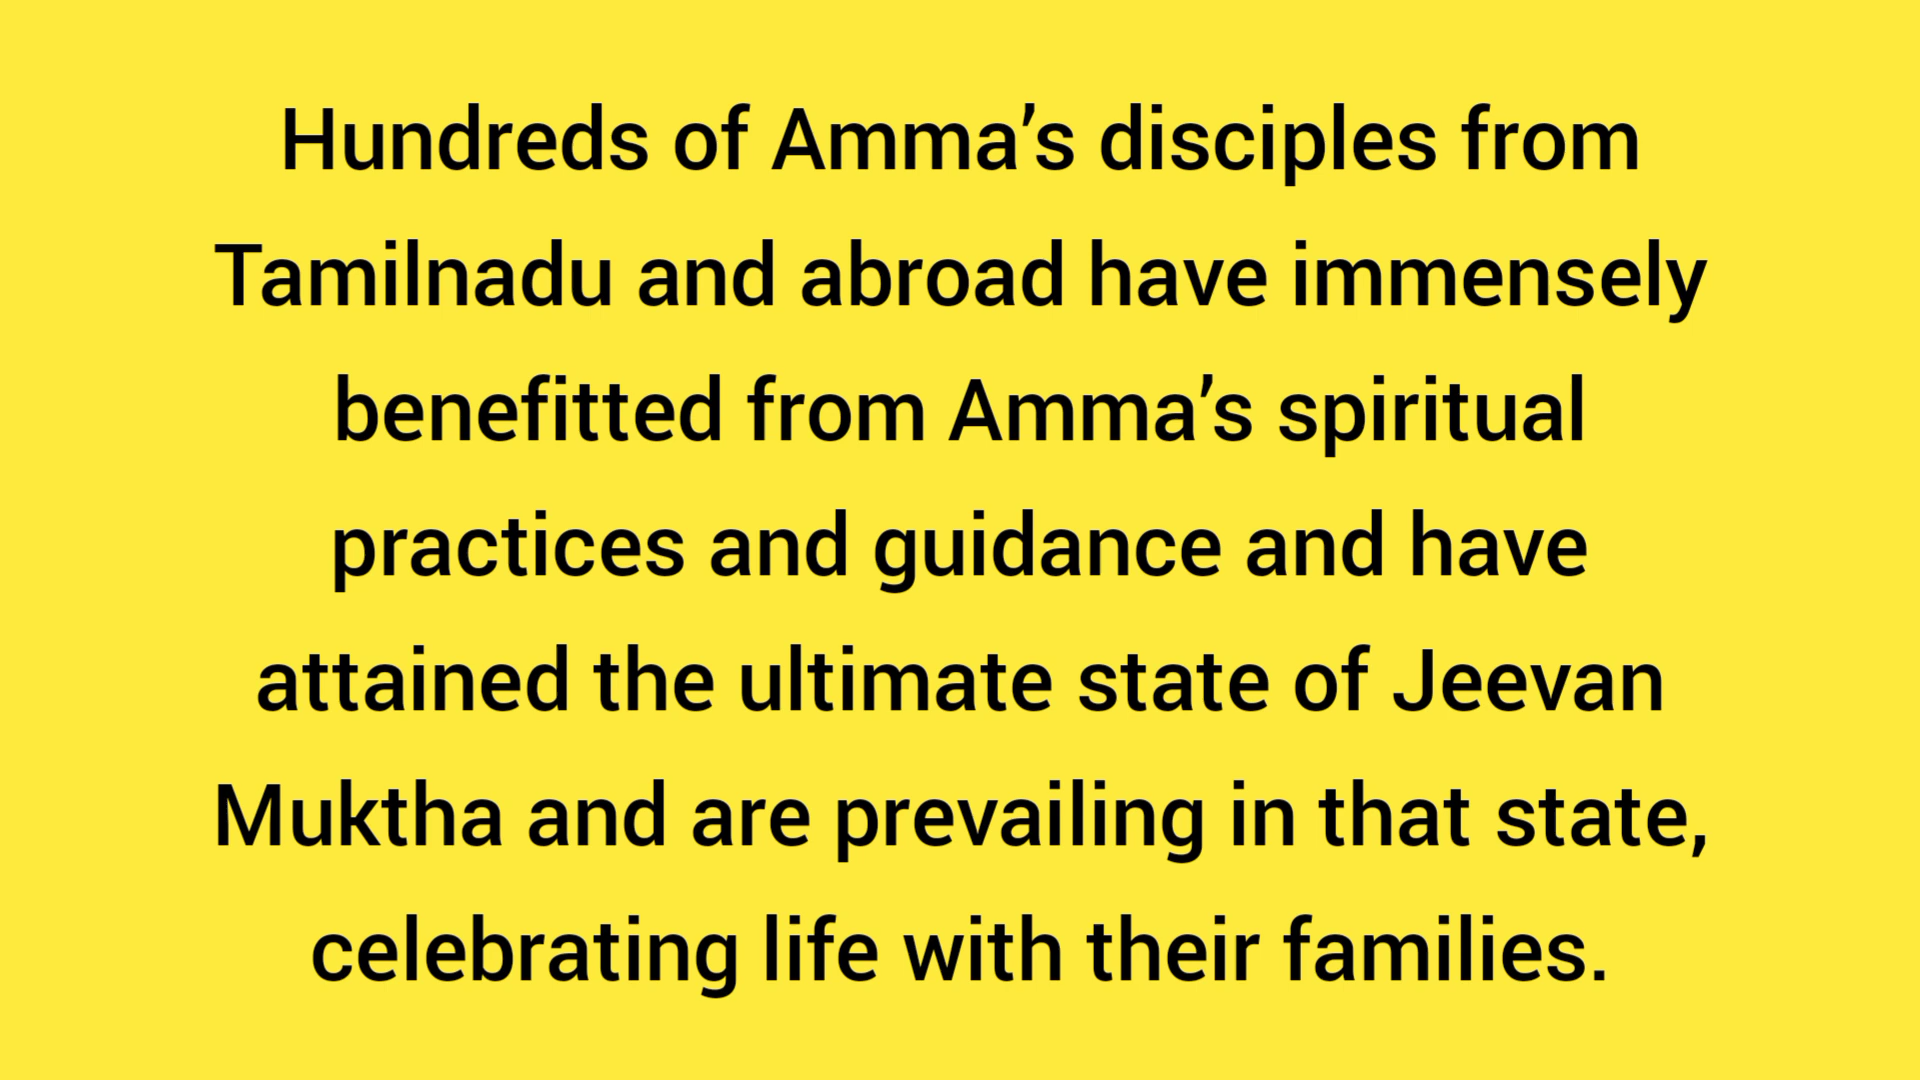 Hundreds of Amma’s disciples from
Tamilnadu and abroad have immensely
benefitted from Amma’s spiritual
practices and guidance and have
attained the ultimate state of Jeevan
Muktha and are prevailing in that state,
celebrating life with their families.